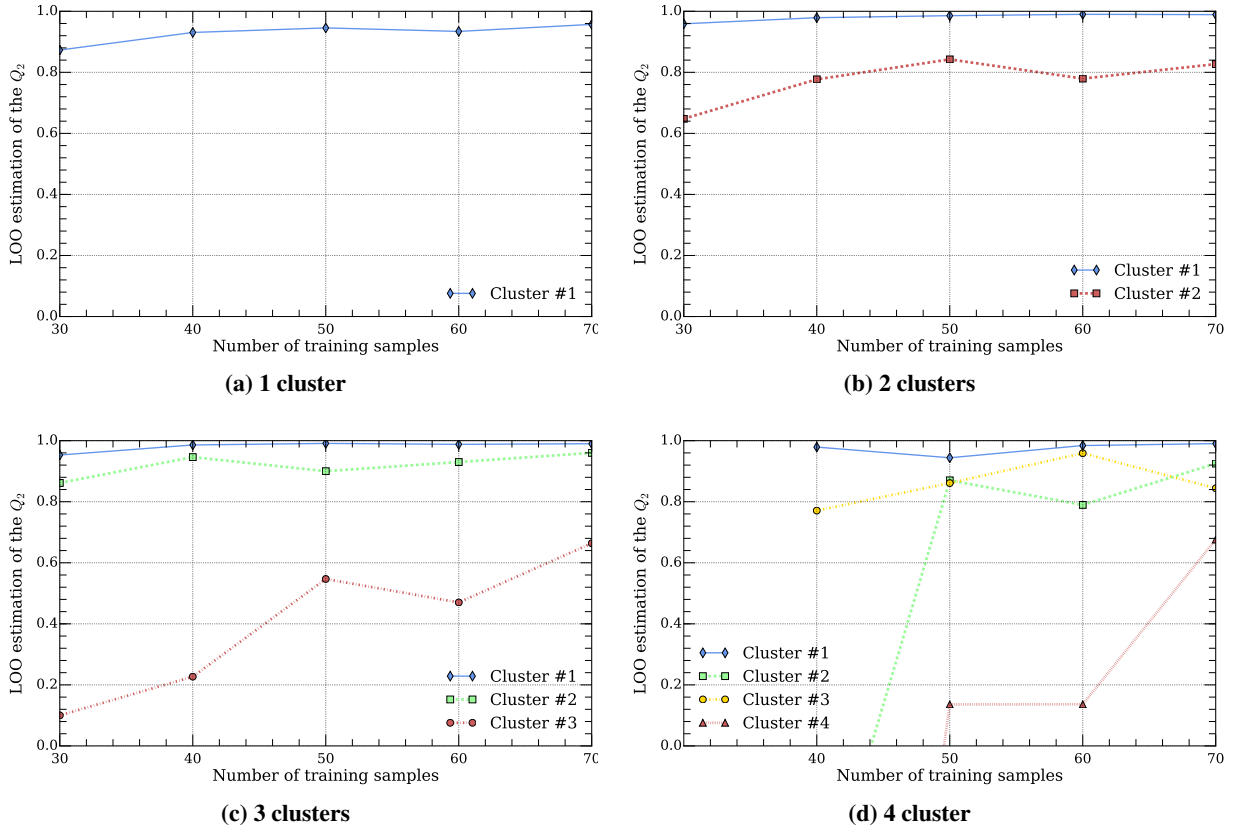 1.0
0.8
0.6
0.4
0.2
0.0
LOO estimation of the Q₂
Cluster #1
30 40 50 60 70
Number of training samples
(a) 1 cluster
1.0
0.8
0.6
0.4
0.2
0.0
LOO estimation of the Q₂
Cluster #1
Cluster #2
30 40 50 60 70
Number of training samples
(b) 2 clusters
1.0
0.8
0.6
0.4
0.2
0.0
LOO estimation of the Q₂
Cluster #1
Cluster #2
Cluster #3
30 40 50 60 70
Number of training samples
(c) 3 clusters
1.0
0.8
0.6
0.4
0.2
0.0
LOO estimation of the Q₂
Cluster #1
Cluster #2
Cluster #3
Cluster #4
30 40 50 60 70
Number of training samples
(d) 4 cluster